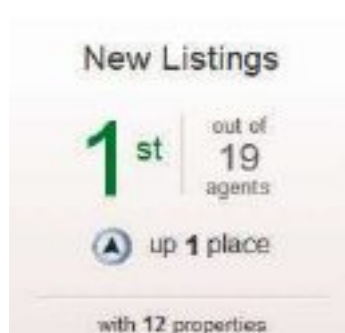 New Listings
1st
out of
19
agents
up 1 place
with 12 properties